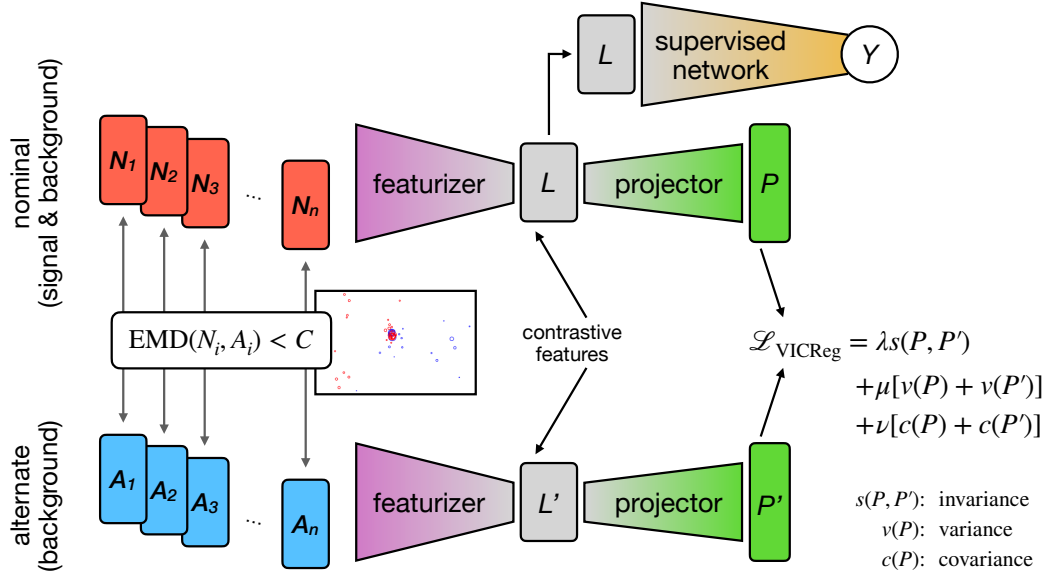 nominal
(signal & background)
N1
N2
N3
...
Nn
featurizer
L
projector
P
L
supervised
network
Y
EMD(Ni, Ai) < C
contrastive
features
ℒVICReg = λs(P, P′)
+μ[v(P) + v(P′)]
+ν[c(P) + c(P′)]
alternate
(background)
A1
A2
A3
...
An
featurizer
L'
projector
P'
s(P, P′): invariance
v(P): variance
c(P): covariance